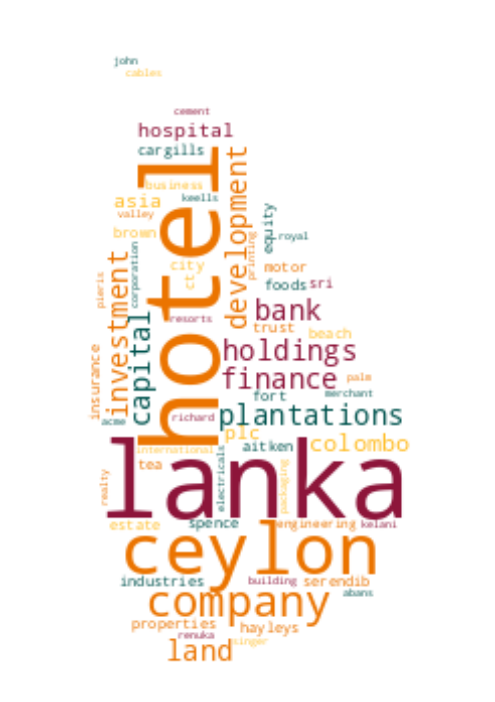 john
cables
cement
hospital
cargills
hotel
development
business
keells
asia
valley
equity
brown
royal
printing
corporation
city
motor
pieris
investment
ct
foods sri
capital
bank
resorts
trust
beach
holdings
insurance
finance
palm
fort
merchant
acme
richard
plantations
plc
aitken
colombo
international
tea
electricals
packaging
realty
lanka
estate
spence
engineering
kelani
ceylon
industries
building
serendib
abans
company
properties
hayleys
renuka
singer
land